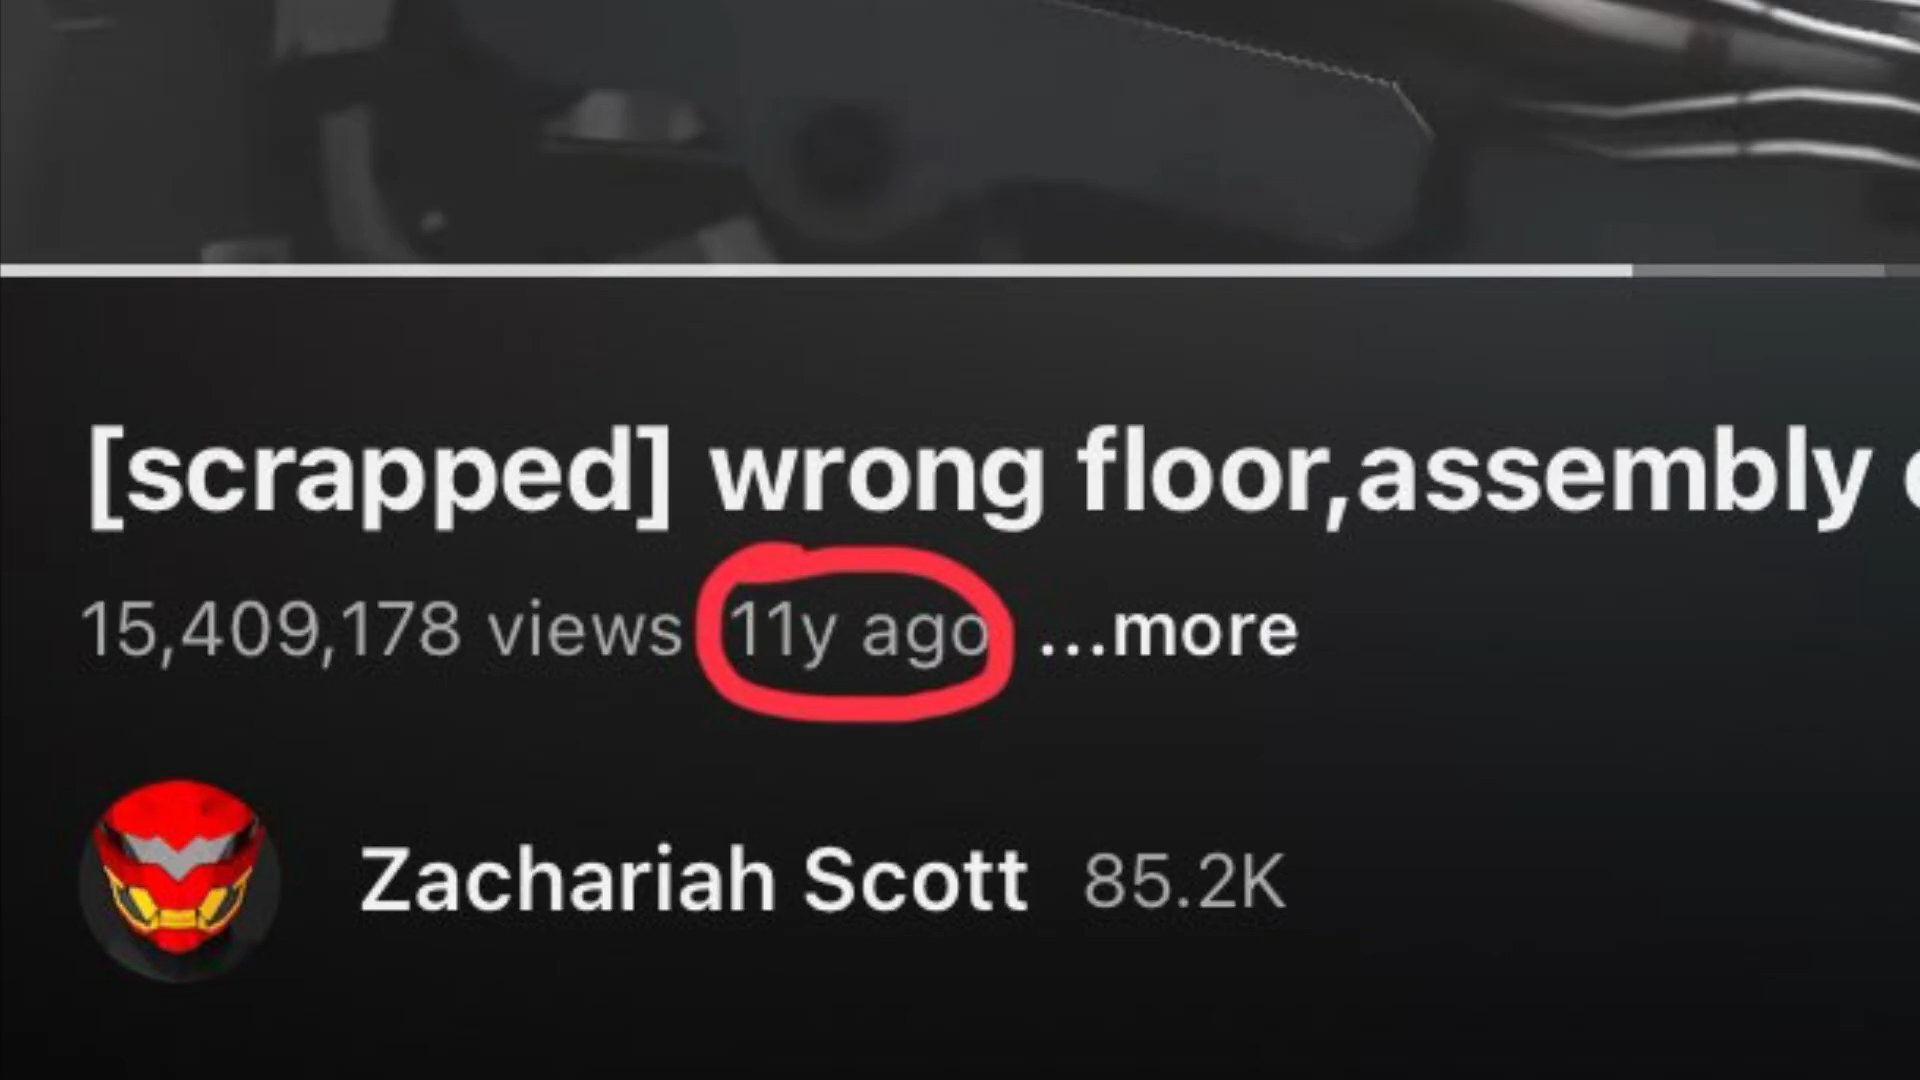 [scrapped] wrong floor,assembly
15,409,178 views 11y ago ...more
Zachariah Scott 85.2K